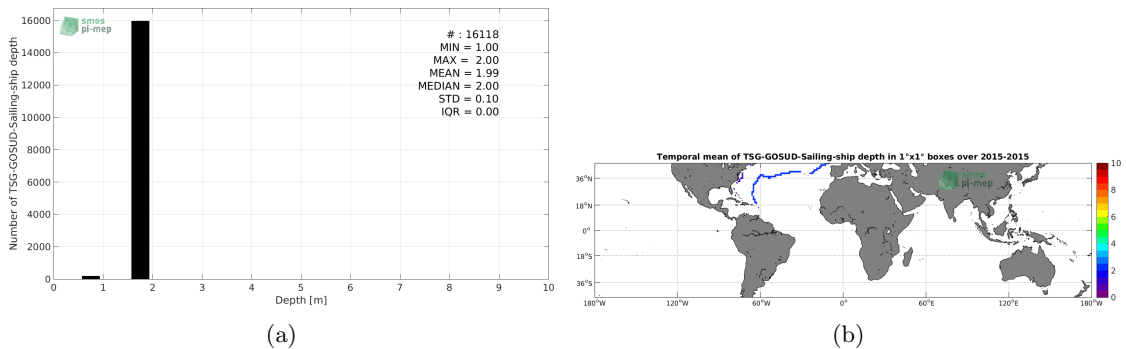 Number of TSG-GOSUD-Sailing-ship depth
16000
14000
12000
10000
8000
6000
4000
2000
0
smos
pi-mep
# : 16118
MIN = 1.00
MAX = 2.00
MEAN = 1.99
MEDIAN = 2.00
STD = 0.10
IQR = 0.00
0 1 2 3 4 5 6 7 8 9 10
Depth [m]
(a)
Temporal mean of TSG-GOSUD-Sailing-ship depth in 1°x1° boxes over 2015-2015
36°N
18°N
0°
18°S
36°S
smos
pi-mep
180°W 120°W 60°W 0° 60°E 120°E 180°W
10
8
6
4
2
0
(b)